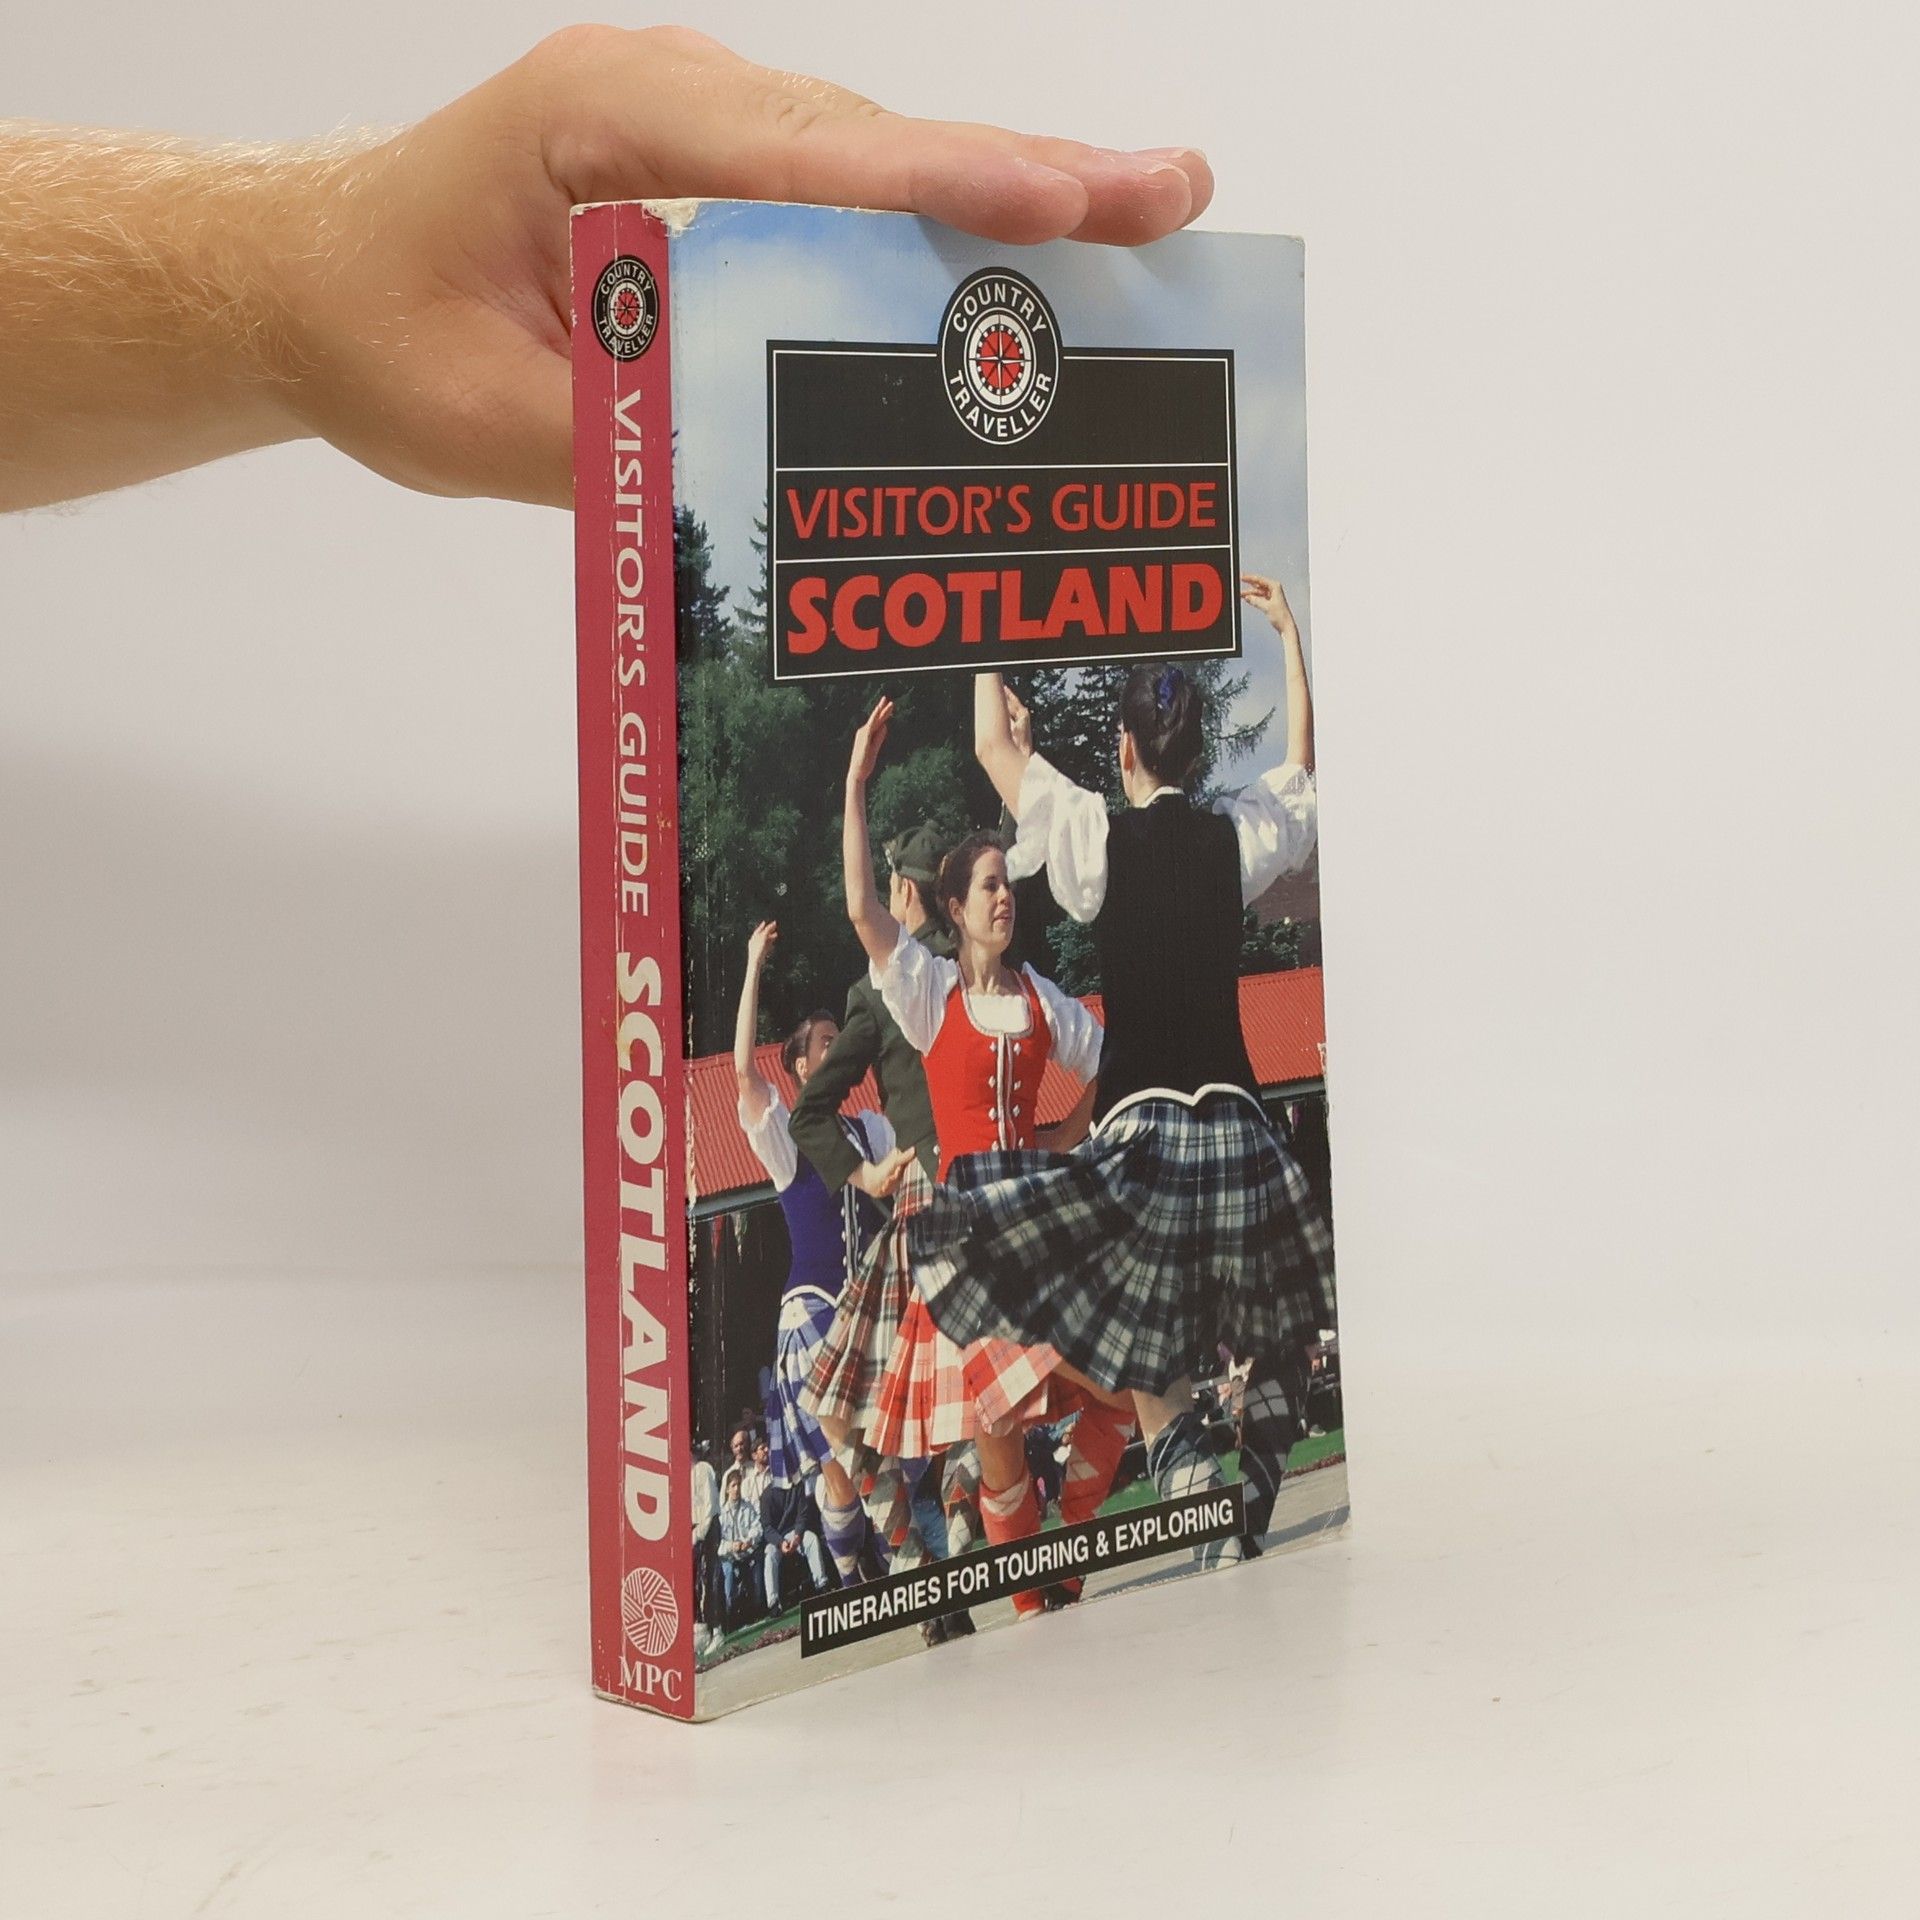 COUNTRY TRAVELLER
VISITOR'S GUIDE SCOTLAND
MPC
COUNTRY
TRAVELLER
VISITOR'S GUIDE
SCOTLAND
ITINERARIES FOR TOURING & EXPLORING